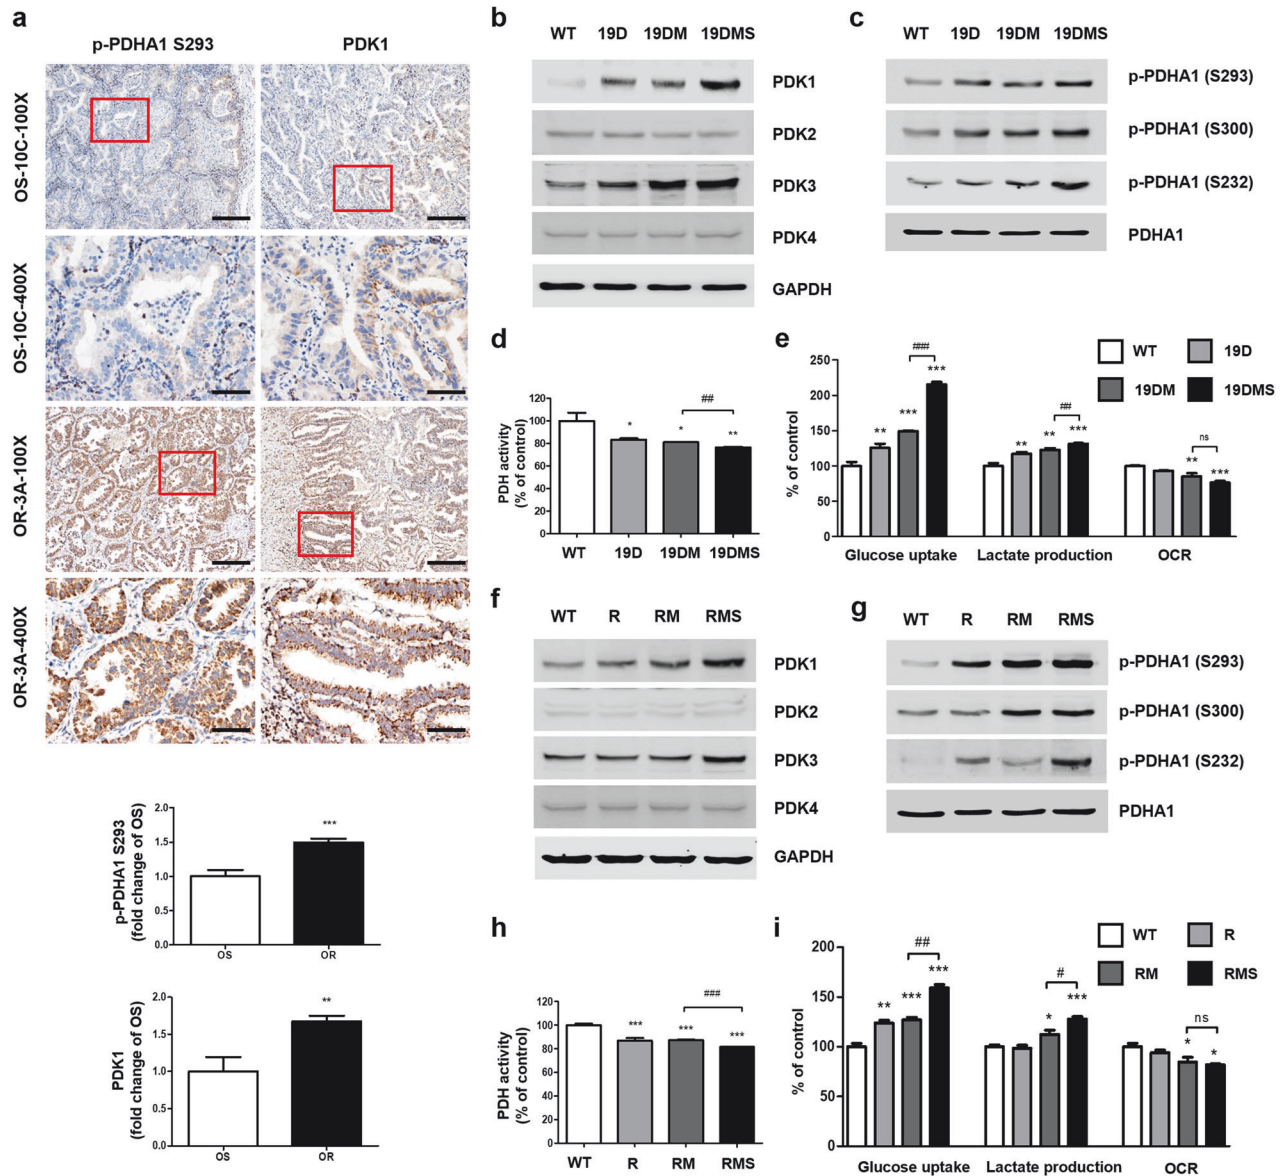 a
p-PDHA1 S293
PDK1
OS-10C-100X
OS-10C-400X
OR-3A-100X
OR-3A-400X
p-PDHA1 S293
(fold change of OS)
2.0
1.5
1.0
0.5
0.0
***
OS
OR
PDK1
(fold change of OS)
2.0
1.5
1.0
0.5
0.0
**
OS
OR
b
WT 19D 19DM 19DMS
PDK1
PDK2
PDK3
PDK4
GAPDH
c
WT 19D 19DM 19DMS
p-PDHA1 (S293)
p-PDHA1 (S300)
p-PDHA1 (S232)
PDHA1
d
PDH activity
(% of control)
120
100
80
60
40
20
0
##
* * **
WT 19D 19DM 19DMS
e
WT
19D
19DM
19DMS
% of control
250
200
150
100
50
0
###
** *** ***
##
** ** ***
ns
** ***
Glucose uptake Lactate production OCR
f
WT R RM RMS
PDK1
PDK2
PDK3
PDK4
GAPDH
g
WT R RM RMS
p-PDHA1 (S293)
p-PDHA1 (S300)
p-PDHA1 (S232)
PDHA1
h
PDH activity
(% of control)
120
100
80
60
40
20
0
###
*** *** ***
WT R RM RMS
i
WT
R
RM
RMS
% of control
200
150
100
50
0
##
** *** ***
#
* ***
ns
* *
Glucose uptake Lactate production OCR